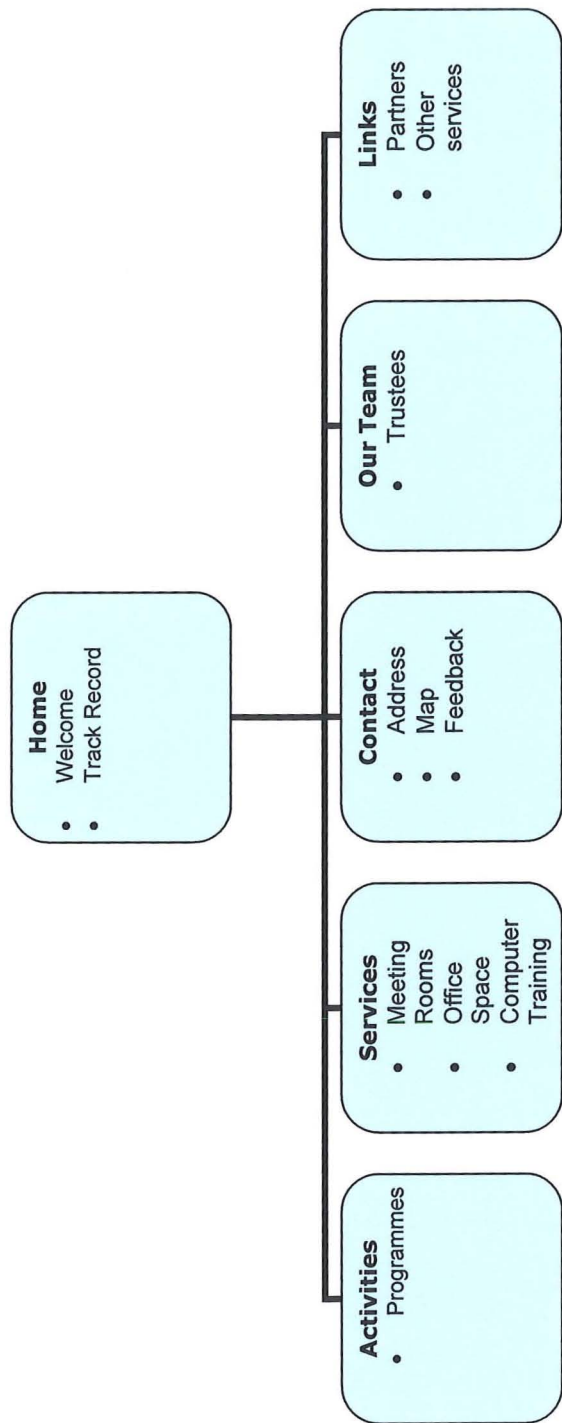 Home
• Welcome
• Track Record
Activities
• Programmes
Services
• Meeting
Rooms
• Office
Space
• Computer
Training
Contact
• Address
• Map
• Feedback
Our Team
• Trustees
Links
• Partners
• Other
services